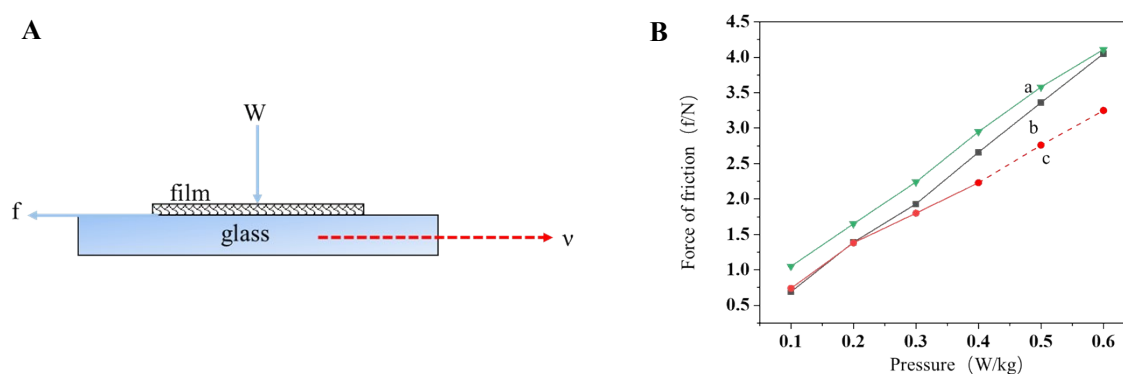 A
W
film
f
glass
ν
B
Force of friction (f/N)
4.5
4.0
3.5
3.0
2.5
2.0
1.5
1.0
0.5
a
b
c
0.1 0.2 0.3 0.4 0.5 0.6
Pressure (W/kg)